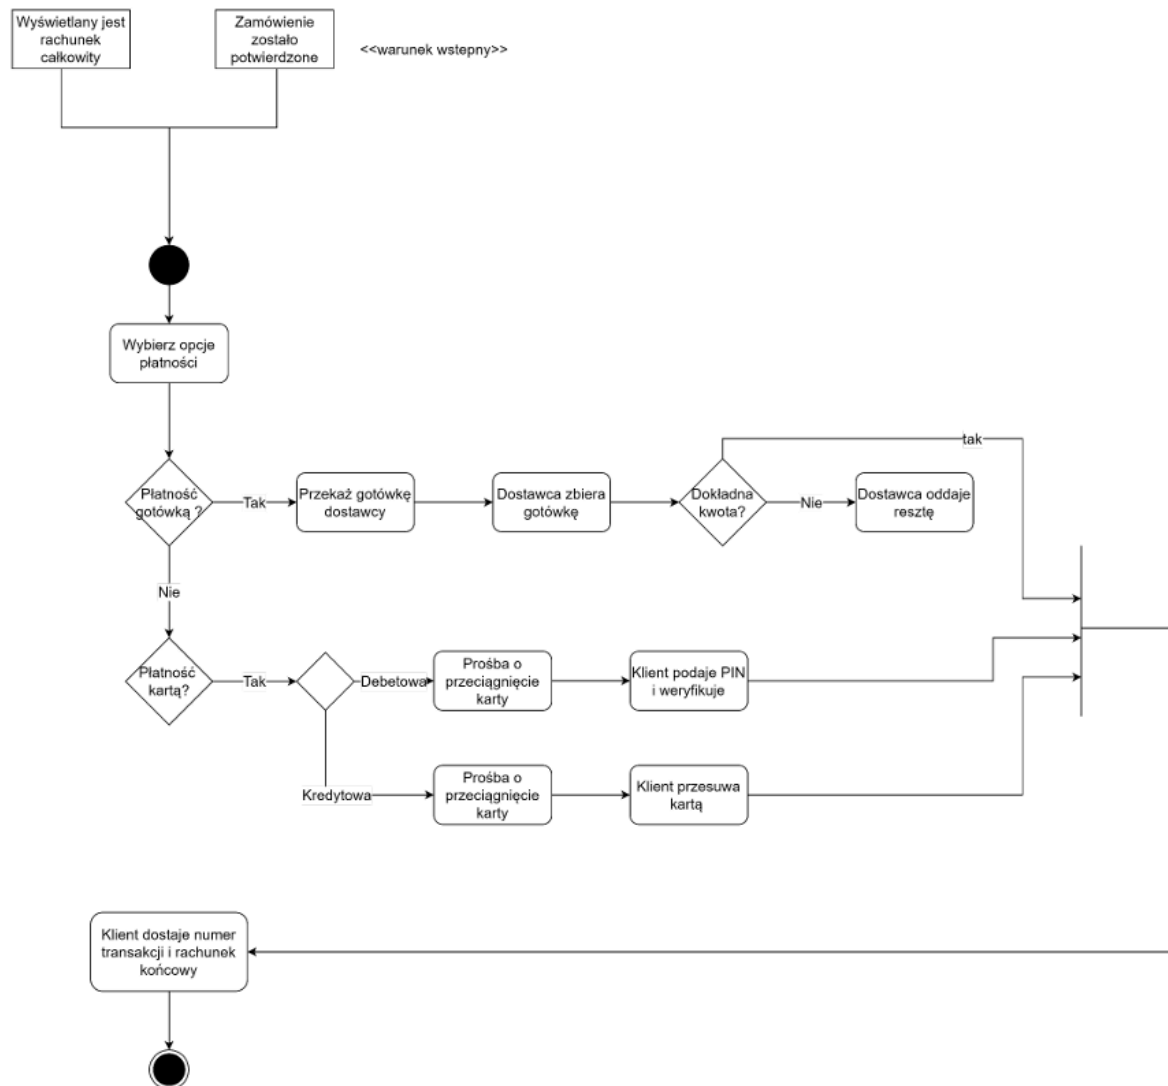 Wyświetlany jest
rachunek
całkowity
Zamówienie
zostało
potwierdzone
<<warunek wstepny>>
Wybierz opcje
płatności
Płatność
gotówką ?
Tak
Przekaż gotówkę
dostawcy
Dostawca zbiera
gotówkę
Dokładna
kwota?
tak
Nie
Dostawca oddaje
resztę
Nie
Płatność
kartą?
Tak
Debetowa
Prośba o
przeciągnięcie
karty
Klient podaje PIN
i weryfikuje
Kredytowa
Prośba o
przeciągnięcie
karty
Klient przesuwa
kartą
Klient dostaje numer
transakcji i rachunek
końcowy